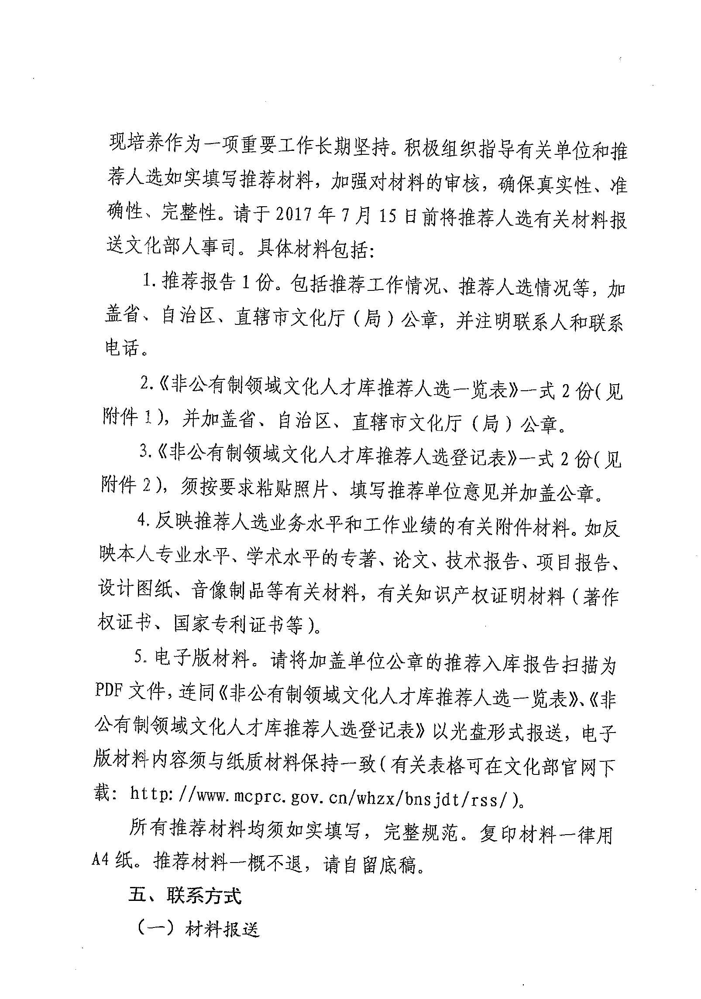 现培养作为一项重要工作长期坚持。积极组织指导有关单位和推
荐人选如实填写推荐材料，加强对材料的审核，确保真实性、准
确性、完整性。请于 2017 年 7 月 15 日前将推荐人选有关材料报
送文化部人事司。具体材料包括：
1. 推荐报告 1 份。包括推荐工作情况、推荐人选情况等，加
盖省、自治区、直辖市文化厅（局）公章，并注明联系人和联系
电话。
2.《非公有制领域文化人才库推荐人选一览表》一式 2 份（见
附件 1），并加盖省、自治区、直辖市文化厅（局）公章。
3.《非公有制领域文化人才库推荐人选登记表》一式 2 份（见
附件 2），须按要求粘贴照片、填写推荐单位意见并加盖公章。
4. 反映推荐人选业务水平和工作业绩的有关附件材料。如反
映本人专业水平、学术水平的专著、论文、技术报告、项目报告、
设计图纸、音像制品等有关材料，有关知识产权证明材料（著作
权证书、国家专利证书等）。
5. 电子版材料。请将加盖单位公章的推荐入库报告扫描为
PDF 文件，连同《非公有制领域文化人才库推荐人选一览表》、《非
公有制领域文化人才库推荐人选登记表》以光盘形式报送，电子
版材料内容须与纸质材料保持一致（有关表格可在文化部官网下
载：http://www.mcprc.gov.cn/whzx/bnsjdt/rss/）。
所有推荐材料均须如实填写，完整规范。复印材料一律用
A4 纸。推荐材料一概不退，请自留底稿。
五、联系方式
（一）材料报送